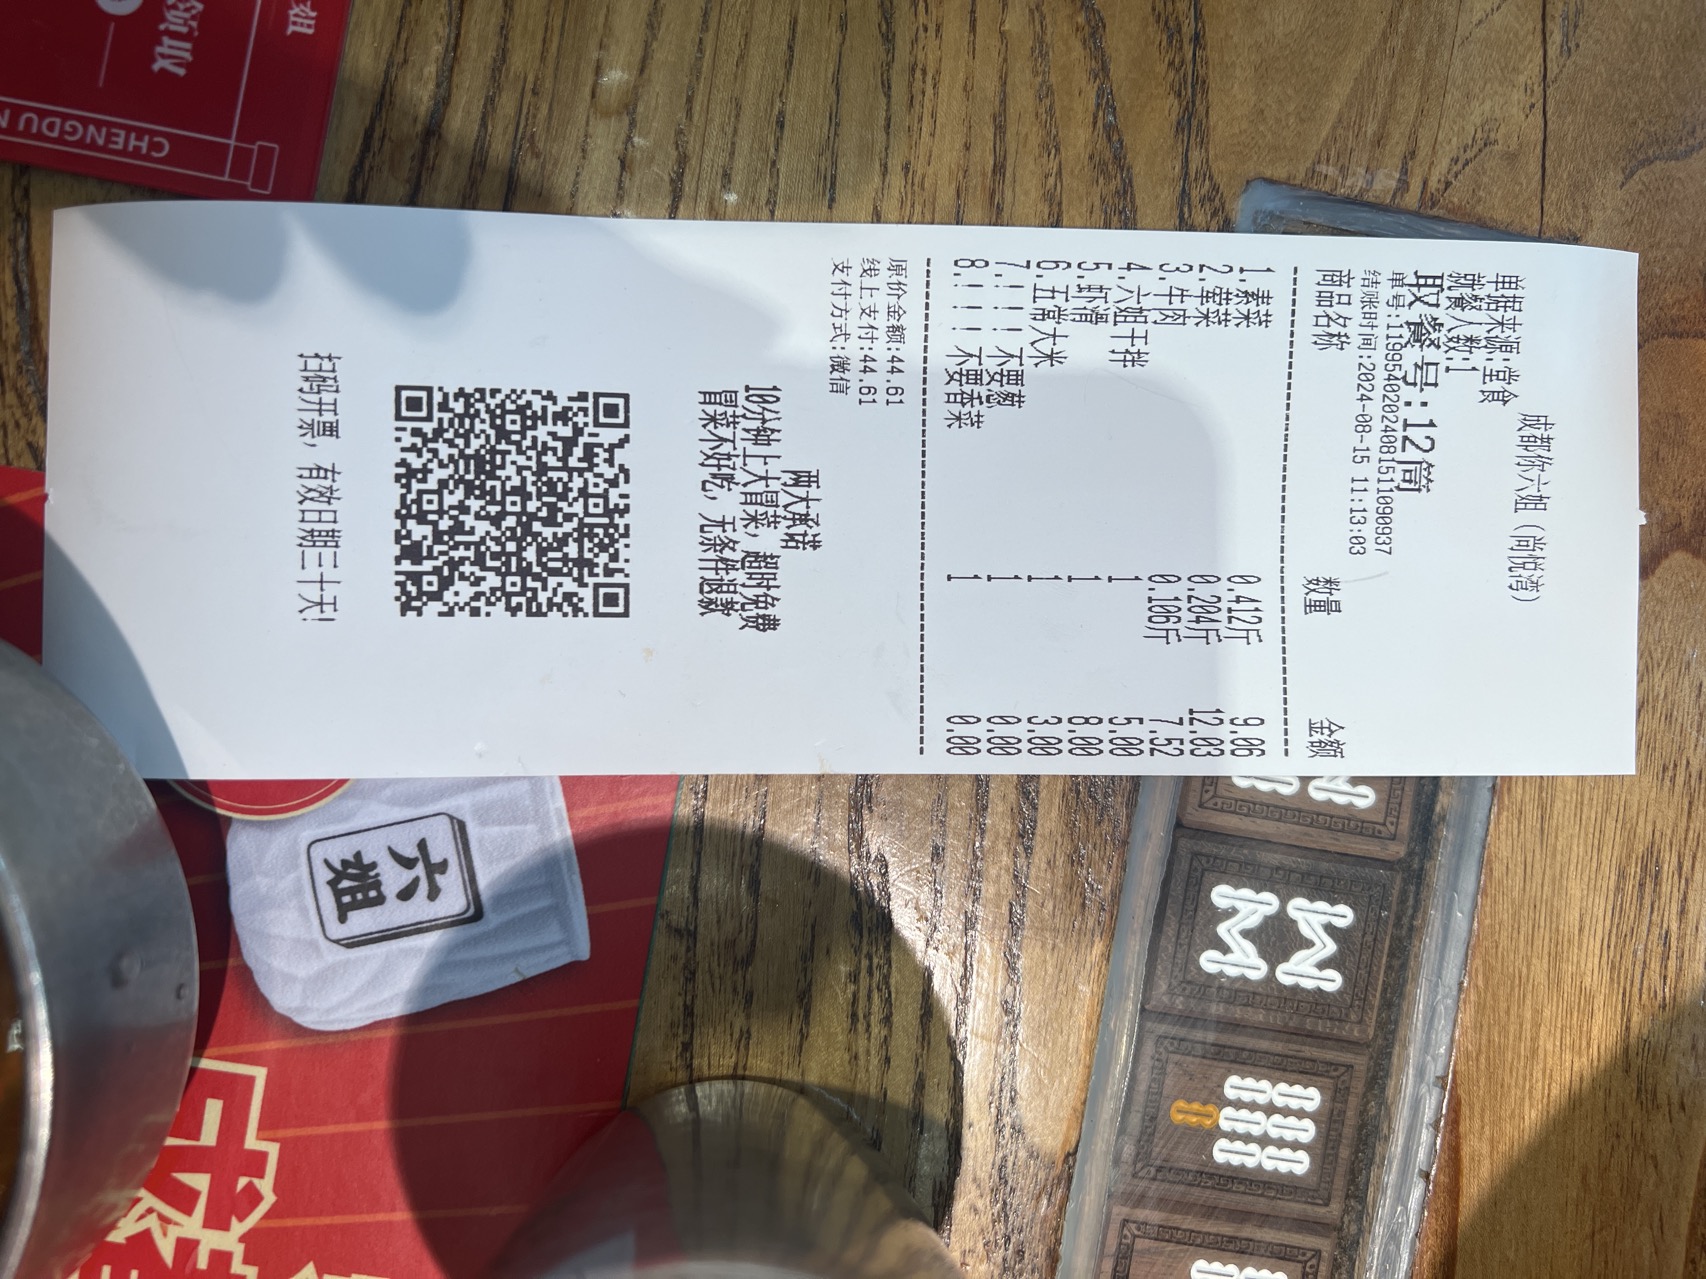 成都你六姐（尚悦湾）
单据来源:堂食
就餐人数:1
取餐号:12筒
单号:11995402024081511090937
结账时间:2024-08-15 11:13:03
商品名称 数量 金额
1.素菜 0.412斤 9.06
2.荤菜 0.204斤 12.03
3.牛肉 0.106斤 7.52
4.六姐干拌 1 5.00
5.虾滑 1 8.00
6.五常大米 1 3.00
7.!!!不要葱 1 0.00
8.!!!不要香菜 1 0.00
原价金额:44.61
线上支付:44.61
支付方式:微信
两大承诺
10分钟上大冒菜，超时免费
冒菜不好吃，无条件退款
扫码开票，有效日期三十天!
六姐
姐
领取
CHENGDU N
成都